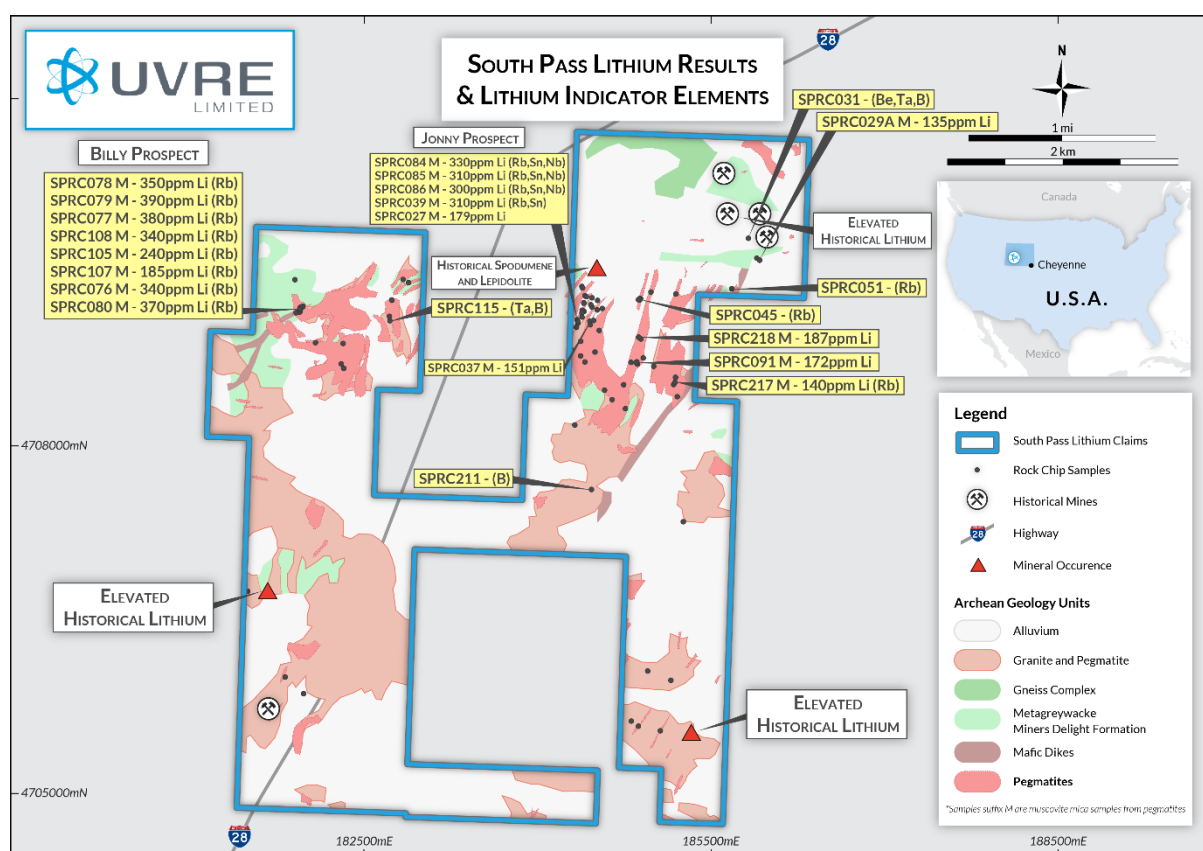 UVRE
LIMITED
SOUTH PASS LITHIUM RESULTS
& LITHIUM INDICATOR ELEMENTS
28
N
1 mi
2 km
SPRC031 - (Be,Ta,B)
SPRC029A M - 135ppm Li
BILLY PROSPECT
SPRC078 M - 350ppm Li (Rb)
SPRC079 M - 390ppm Li (Rb)
SPRC077 M - 380ppm Li (Rb)
SPRC108 M - 340ppm Li (Rb)
SPRC105 M - 240ppm Li (Rb)
SPRC107 M - 185ppm Li (Rb)
SPRC076 M - 340ppm Li (Rb)
SPRC080 M - 370ppm Li (Rb)
JONNY PROSPECT
SPRC084 M - 330ppm Li (Rb,Sn,Nb)
SPRC085 M - 310ppm Li (Rb,Sn,Nb)
SPRC086 M - 300ppm Li (Rb,Sn,Nb)
SPRC039 M - 310ppm Li (Rb,Sn)
SPRC027 M - 179ppm Li
ELEVATED
HISTORICAL LITHIUM
HISTORICAL SPODUMENE
AND LEPIDOLITE
SPRC115 - (Ta,B)
SPRC037 M - 151ppm Li
SPRC051 - (Rb)
SPRC045 - (Rb)
SPRC218 M - 187ppm Li
SPRC091 M - 172ppm Li
SPRC217 M - 140ppm Li (Rb)
SPRC211 - (B)
ELEVATED
HISTORICAL LITHIUM
ELEVATED
HISTORICAL LITHIUM
Canada
Cheyenne
U.S.A.
Mexico
4708000mN
4705000mN
182500mE
185500mE
188500mE
28
Legend
South Pass Lithium Claims
Rock Chip Samples
Historical Mines
28
Highway
Mineral Occurence
Archean Geology Units
Alluvium
Granite and Pegmatite
Gneiss Complex
Metagreywacke
Miners Delight Formation
Mafic Dikes
Pegmatites
*Samples suffix M are muscovite mica samples from pegmatites